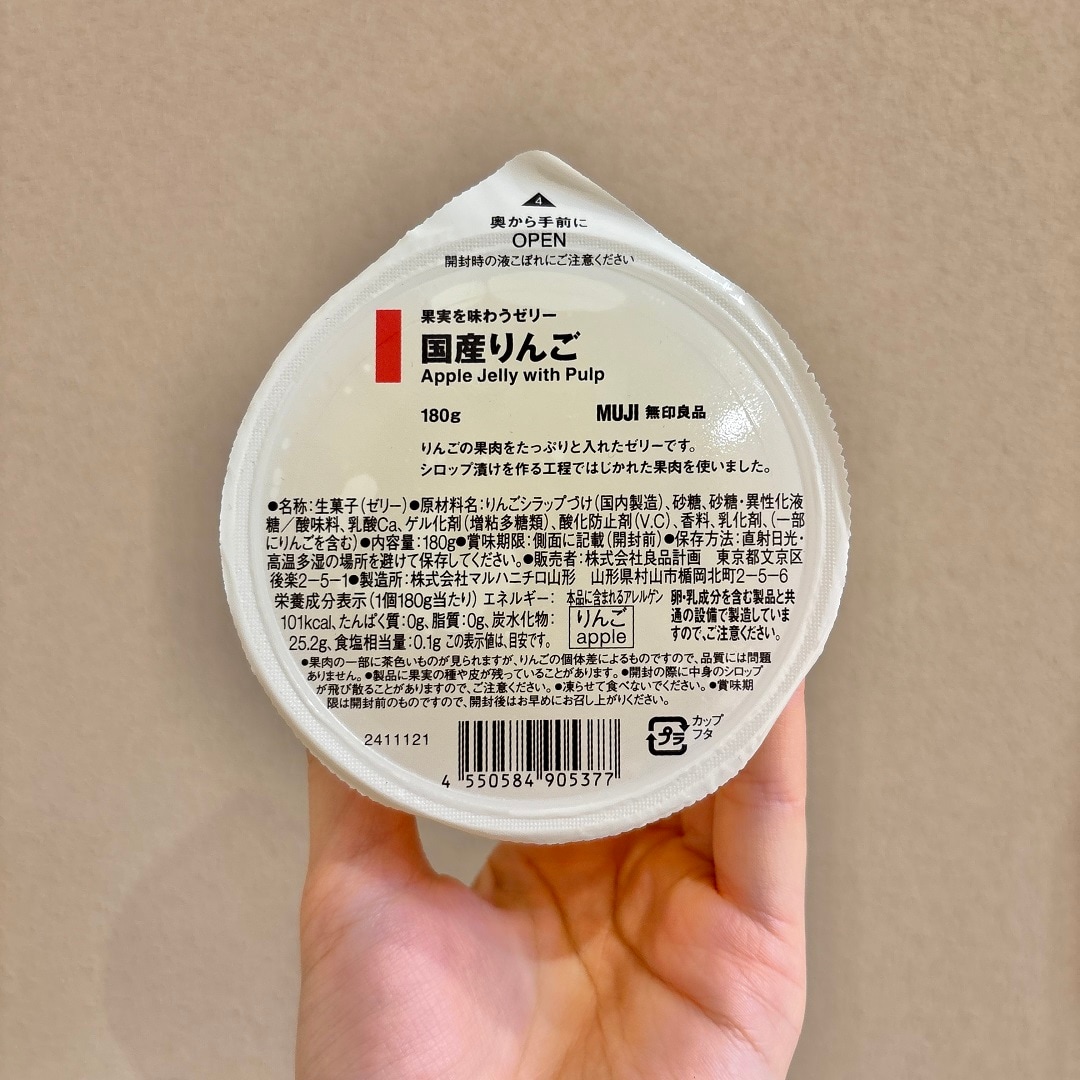 4
奥から手前に
OPEN
開封時の液こぼれにご注意ください
果実を味わうゼリー
国産りんご
Apple Jelly with Pulp
180g
MUJI 無印良品
りんごの果肉をたっぷりと入れたゼリーです。
シロップ漬けを作る工程ではじかれた果肉を使いました。
●名称：生菓子(ゼリー)●原材料名：りんごシラップづけ(国内製造)、砂糖、砂糖・異性化液
糖／酸味料、乳酸Ca、ゲル化剤(増粘多糖類)、酸化防止剤(V.C)、香料、乳化剤、(一部
にりんごを含む)●内容量：180g●賞味期限：側面に記載(開封前)●保存方法：直射日光・
高温多湿の場所を避けて保存してください。●販売者：株式会社良品計画　東京都文京区
後楽2−5−1●製造所：株式会社マルハニチロ山形　山形県村山市楯岡北町2−5−6
栄養成分表示(1個180g当たり) エネルギー：
101kcal、たんぱく質：0g、脂質：0g、炭水化物：
25.2g、食塩相当量：0.1g この表示値は、目安です。
本品に含まれるアレルゲン
りんご
apple
卵・乳成分を含む製品と共
通の設備で製造していま
すので、ご注意ください。
●果肉の一部に茶色いものが見られますが、りんごの個体差によるものですので、品質には問題
ありません。●製品に果実の種や皮が残っていることがあります。●開封の際に中身のシロップ
が飛び散ることがありますので、ご注意ください。●凍らせて食べないでください。●賞味期
限は開封前のものですので、開封後はお早めにお召し上がりください。
2411121
4 550584 905377
プラ
カップ
フタ